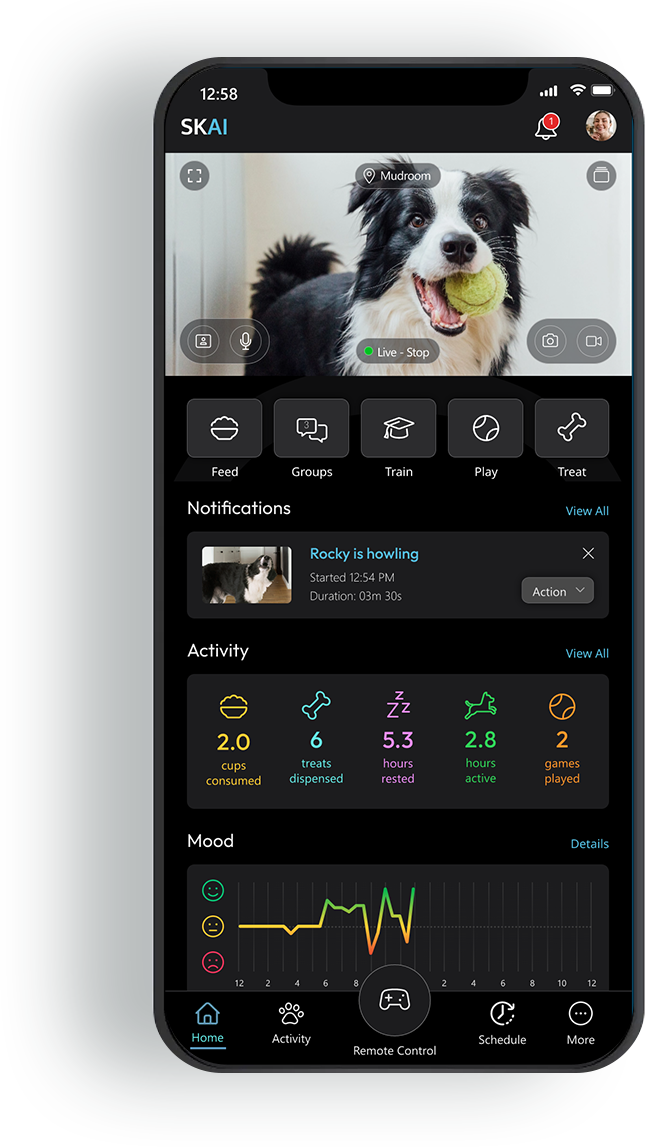 12:58
SKAI
1
Mudroom
Live - Stop
3
Feed
Groups
Train
Play
Treat
Notifications
View All
Rocky is howling
Started 12:54 PM
Duration: 03m 30s
Action
Activity
View All
Z
Z Z
2.0
6
5.3
2.8
2
cups
consumed
treats
dispensed
hours
rested
hours
active
games
played
Mood
Details
12 2 4 6 8 2 4 6 8 10 12
Home
Activity
Remote Control
Schedule
More